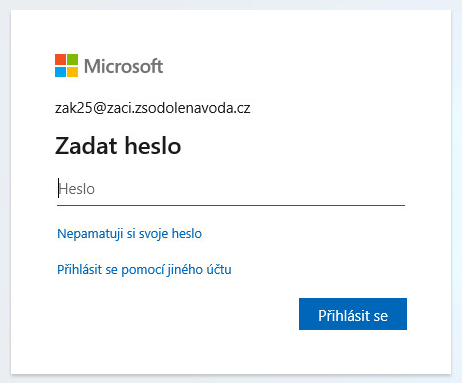 Microsoft
zak25@zaci.zsodolenavoda.cz
Zadat heslo
Heslo
Nepamatuji si svoje heslo
Přihlásit se pomocí jiného účtu
Přihlásit se